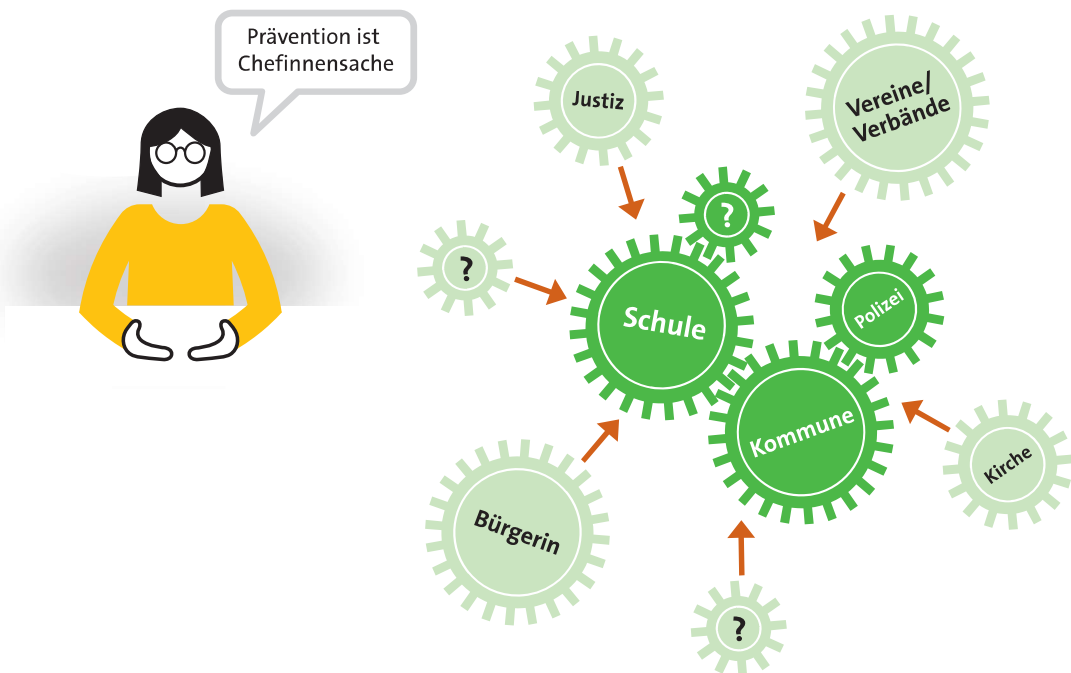 Prävention ist
Chefinnensache
Justiz
Vereine/
Verbände
?
?
Schule
Polizei
Kommune
Kirche
Bürgerin
?